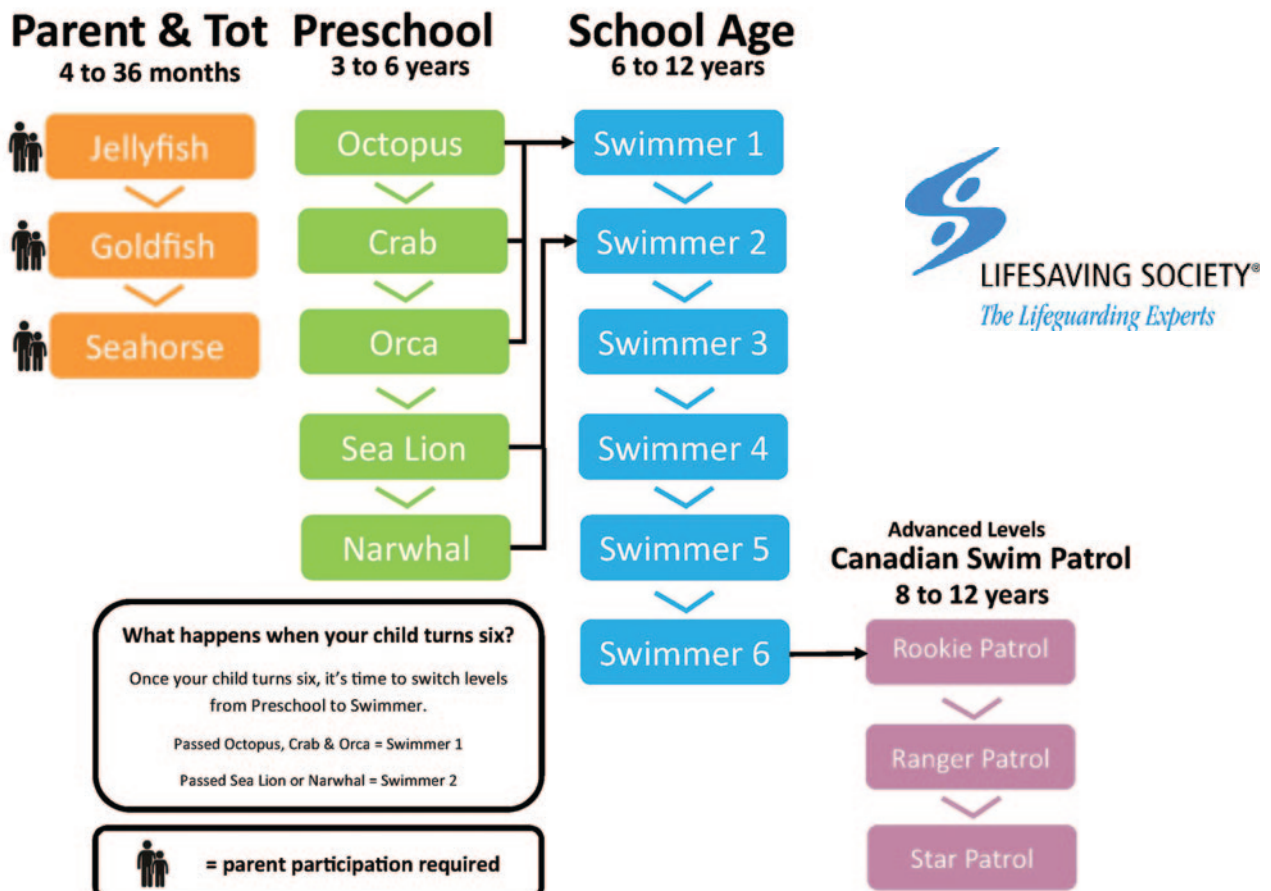 Parent & Tot
4 to 36 months
Jellyfish
Goldfish
Seahorse
Preschool
3 to 6 years
Octopus
Crab
Orca
Sea Lion
Narwhal
School Age
6 to 12 years
Swimmer 1
Swimmer 2
Swimmer 3
Swimmer 4
Swimmer 5
Swimmer 6
LIFESAVING SOCIETY®
The Lifeguarding Experts
Advanced Levels
Canadian Swim Patrol
8 to 12 years
Rookie Patrol
Ranger Patrol
Star Patrol
What happens when your child turns six?
Once your child turns six, it's time to switch levels
from Preschool to Swimmer.
Passed Octopus, Crab & Orca = Swimmer 1
Passed Sea Lion or Narwhal = Swimmer 2
= parent participation required